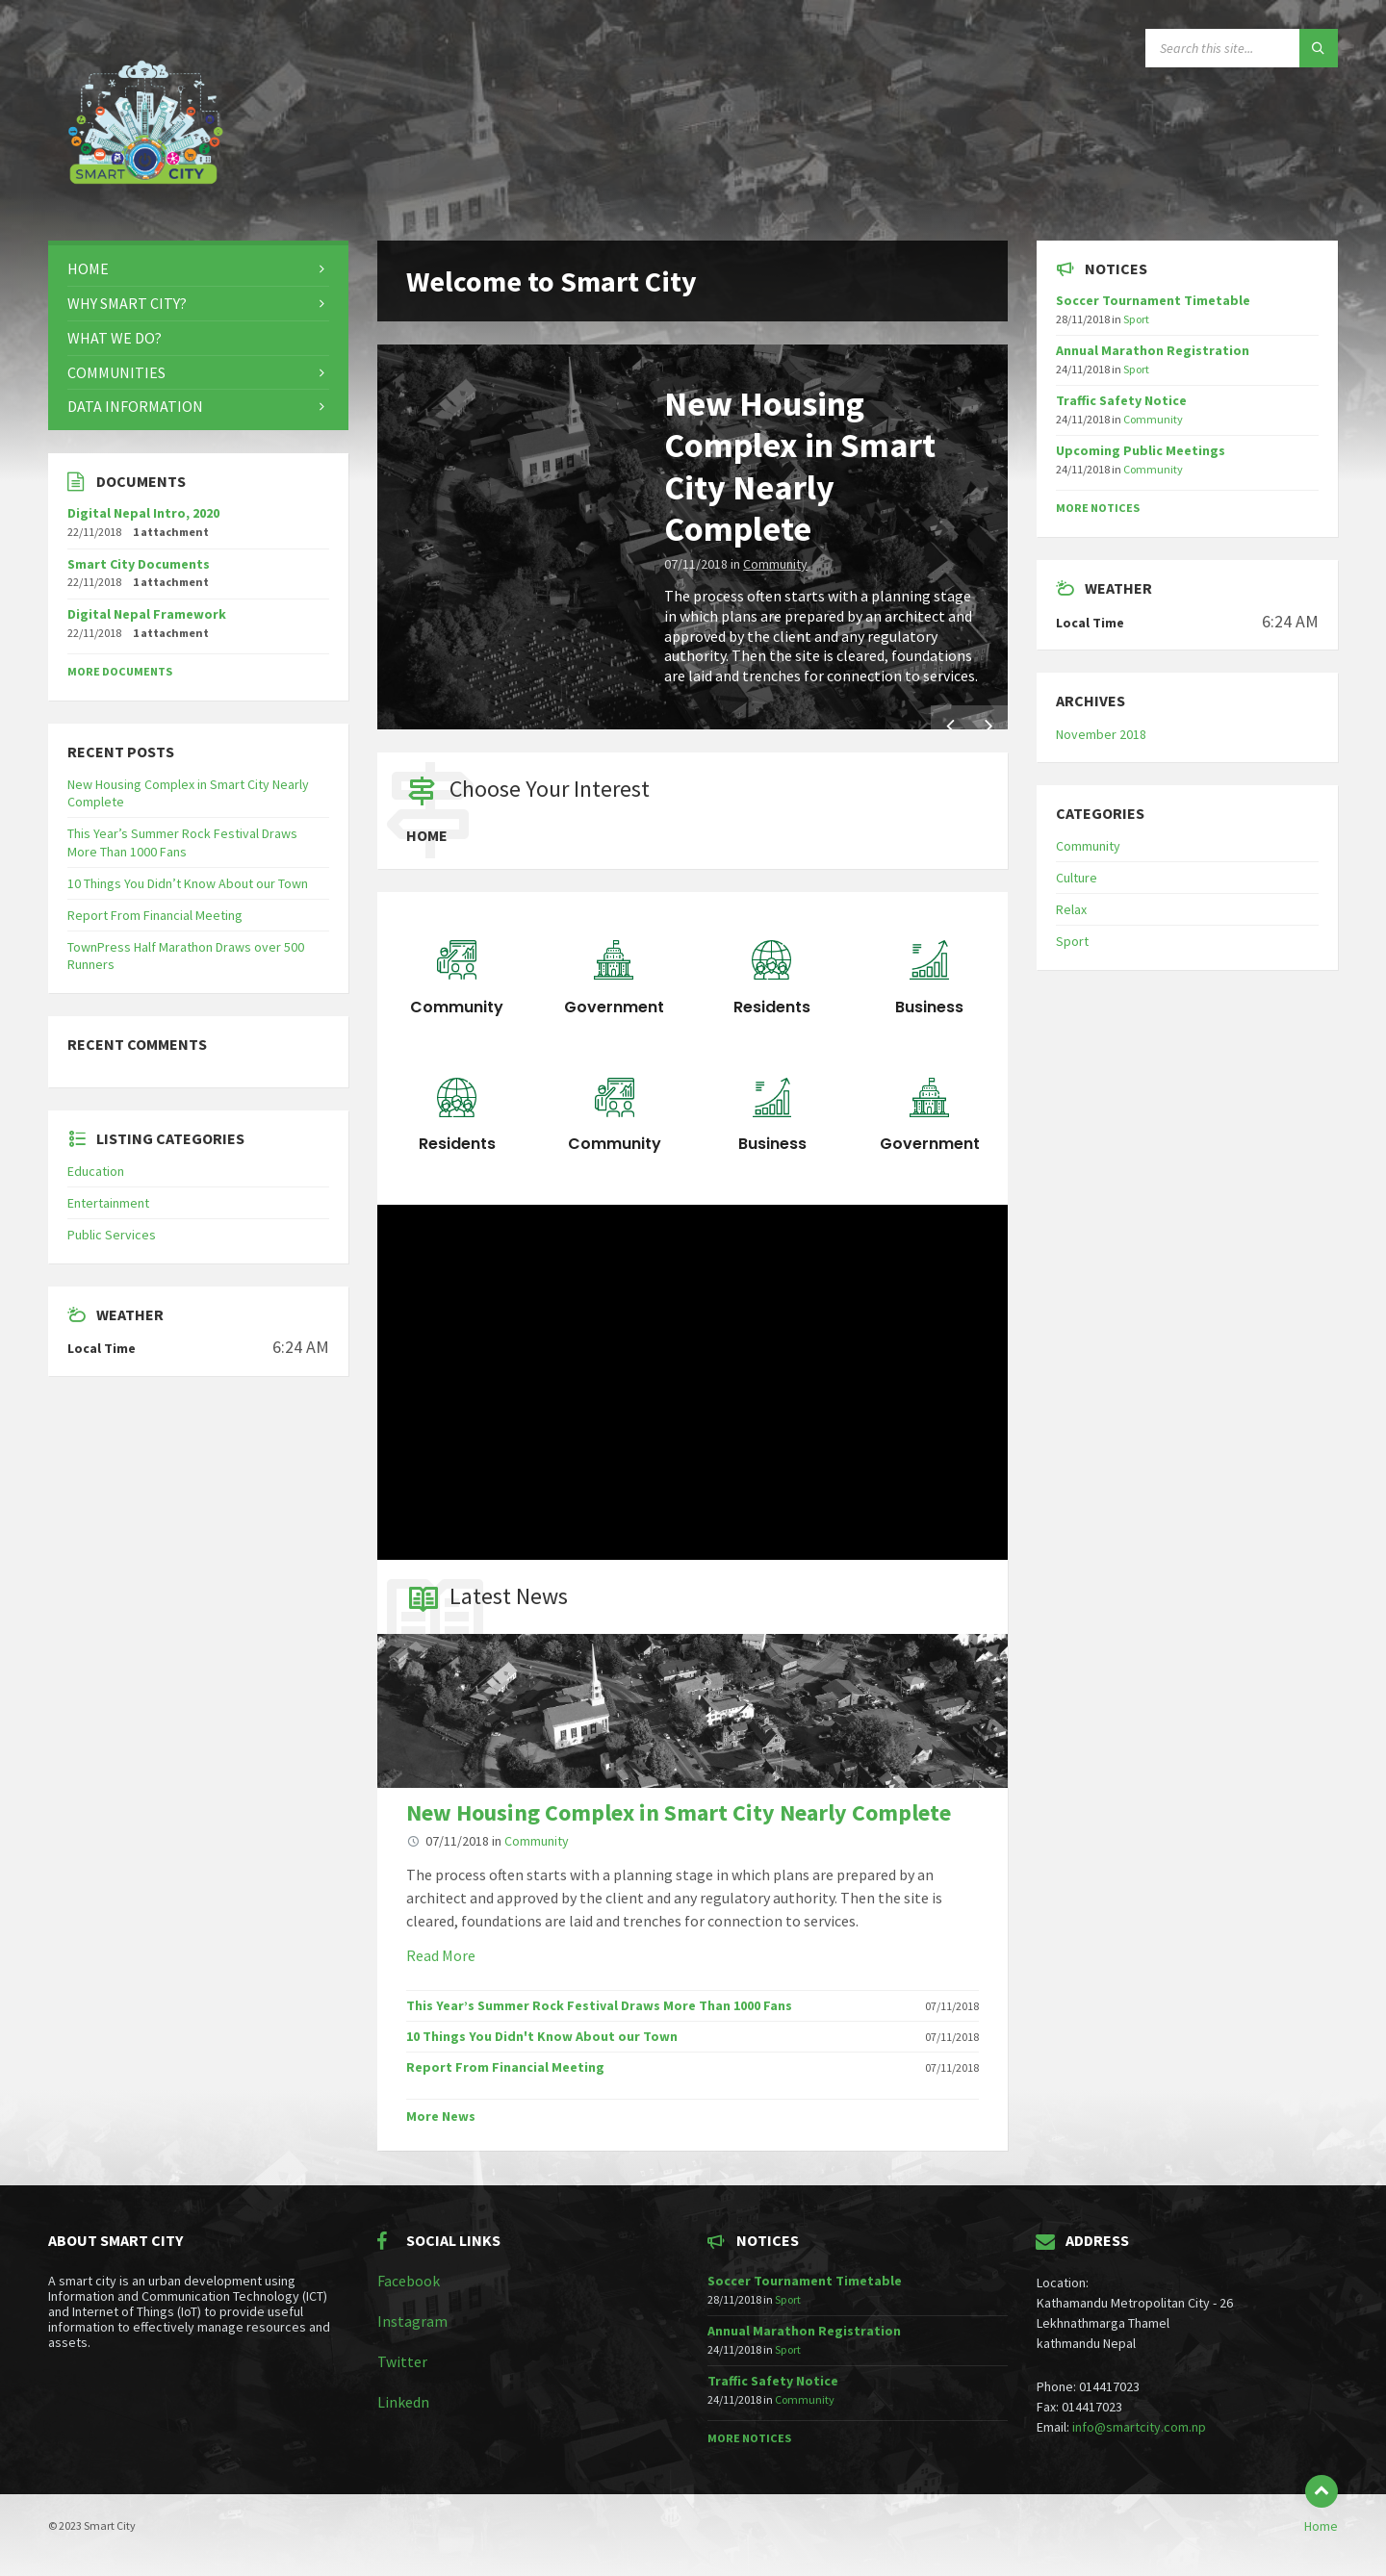 Search this site...
SMART CITY
HOME
WHY SMART CITY?
WHAT WE DO?
COMMUNITIES
DATA INFORMATION
DOCUMENTS
Digital Nepal Intro, 2020
22/11/2018 1 attachment
Smart City Documents
22/11/2018 1 attachment
Digital Nepal Framework
22/11/2018 1 attachment
MORE DOCUMENTS
RECENT POSTS
New Housing Complex in Smart City Nearly
Complete
This Year’s Summer Rock Festival Draws
More Than 1000 Fans
10 Things You Didn’t Know About our Town
Report From Financial Meeting
TownPress Half Marathon Draws over 500
Runners
RECENT COMMENTS
LISTING CATEGORIES
Education
Entertainment
Public Services
WEATHER
Local Time 6:24 AM
Welcome to Smart City
New Housing
Complex in Smart
City Nearly
Complete
07/11/2018 in Community
The process often starts with a planning stage
in which plans are prepared by an architect and
approved by the client and any regulatory
authority. Then the site is cleared, foundations
are laid and trenches for connection to services.
Choose Your Interest
HOME
Community Government Residents Business
Residents Community Business Government
Latest News
New Housing Complex in Smart City Nearly Complete
07/11/2018 in Community
The process often starts with a planning stage in which plans are prepared by an
architect and approved by the client and any regulatory authority. Then the site is
cleared, foundations are laid and trenches for connection to services.
Read More
This Year’s Summer Rock Festival Draws More Than 1000 Fans 07/11/2018
10 Things You Didn't Know About our Town 07/11/2018
Report From Financial Meeting 07/11/2018
More News
NOTICES
Soccer Tournament Timetable
28/11/2018 in Sport
Annual Marathon Registration
24/11/2018 in Sport
Traffic Safety Notice
24/11/2018 in Community
Upcoming Public Meetings
24/11/2018 in Community
MORE NOTICES
WEATHER
Local Time 6:24 AM
ARCHIVES
November 2018
CATEGORIES
Community
Culture
Relax
Sport
ABOUT SMART CITY
A smart city is an urban development using
Information and Communication Technology (ICT)
and Internet of Things (IoT) to provide useful
information to effectively manage resources and
assets.
SOCIAL LINKS
Facebook
Instagram
Twitter
Linkedn
NOTICES
Soccer Tournament Timetable
28/11/2018 in Sport
Annual Marathon Registration
24/11/2018 in Sport
Traffic Safety Notice
24/11/2018 in Community
MORE NOTICES
ADDRESS
Location:
Kathamandu Metropolitan City - 26
Lekhnathmarga Thamel
kathmandu Nepal
Phone: 014417023
Fax: 014417023
Email: info@smartcity.com.np
© 2023 Smart City
Home